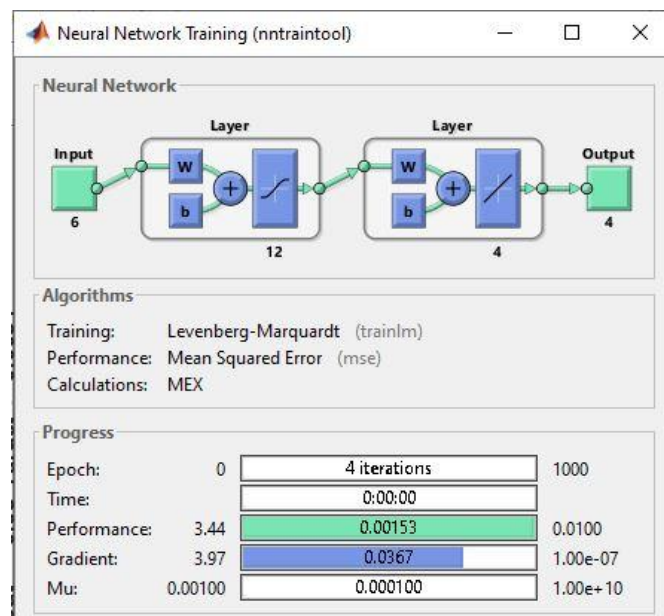 Neural Network Training (nntraintool)
Neural Network
Layer Layer
Input W W Output
b + b +
6 12 4 4
Algorithms
Training: Levenberg-Marquardt (trainlm)
Performance: Mean Squared Error (mse)
Calculations: MEX
Progress
Epoch: 0 4 iterations 1000
Time: 0:00:00
Performance: 3.44 0.00153 0.0100
Gradient: 3.97 0.0367 1.00e-07
Mu: 0.00100 0.000100 1.00e+10